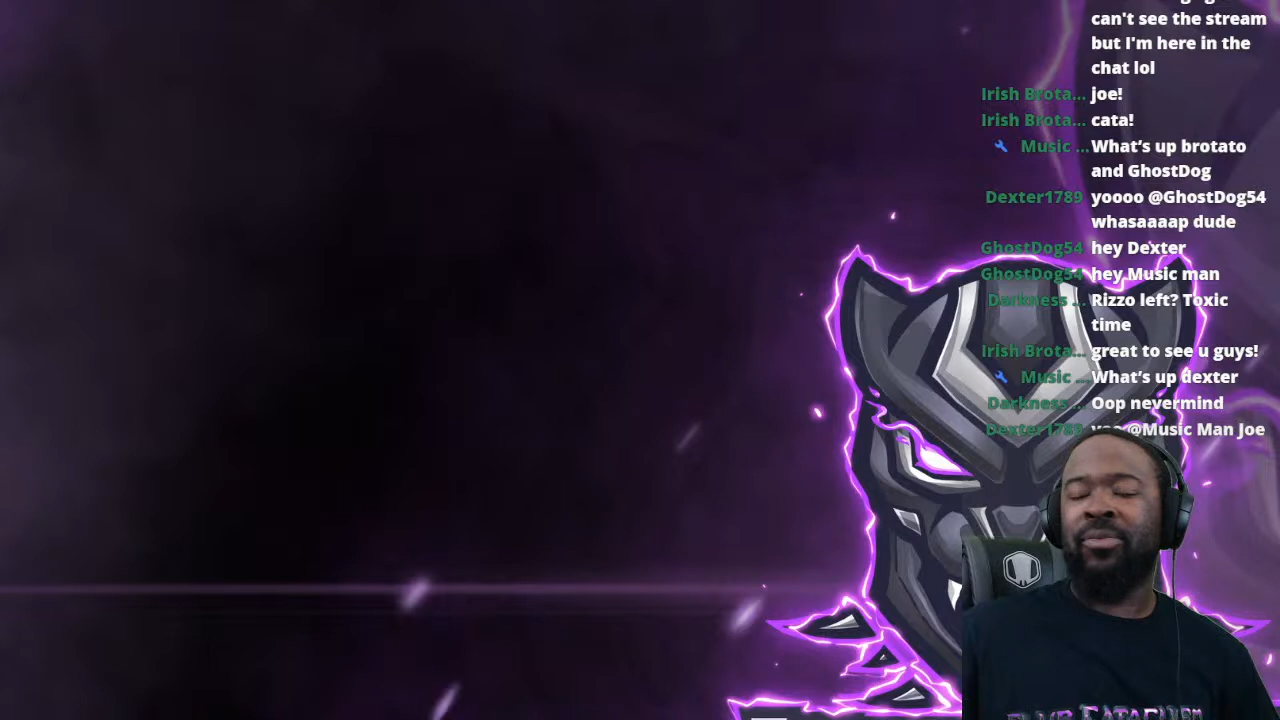 can't see the stream
but I'm here in the
chat lol
Irish Brota... joe!
Irish Brota... cata!
Music ... What's up brotato
and GhostDog
Dexter1789 yoooo @GhostDog54
whasaaaap dude
GhostDog54 hey Dexter
GhostDog54 hey Music man
Darkness ... Rizzo left? Toxic
time
Irish Brota... great to see u guys!
Music ... What's up dexter
Darkness ... Oop nevermind
Dexter1789 yoo @Music Man Joe